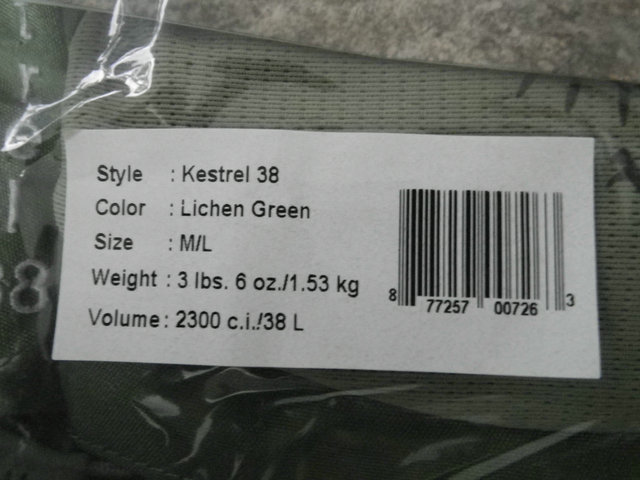 Style : Kestrel 38
Color : Lichen Green
Size : M/L
Weight : 3 lbs. 6 oz./1.53 kg
Volume : 2300 c.i./38 L
8 77257 00726 3
38